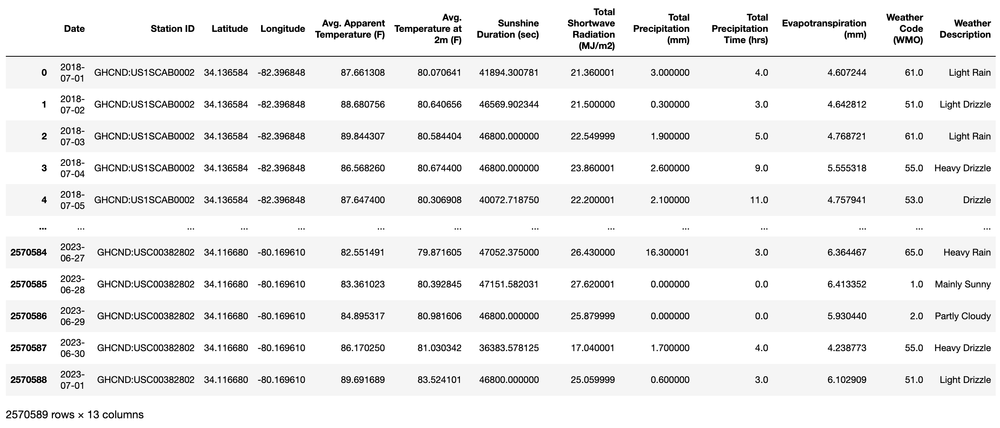 Date Station ID Latitude Longitude Avg. Apparent Temperature (F) Avg. Temperature at 2m (F) Sunshine Duration (sec) Total Shortwave Radiation (MJ/m2) Total Precipitation (mm) Total Precipitation Time (hrs) Evapotranspiration (mm) Weather Code (WMO) Weather Description
0 2018-07-01 GHCND:US1SCAB0002 34.136584 -82.396848 87.661308 80.070641 41894.300781 21.360001 3.000000 4.0 4.607244 61.0 Light Rain
1 2018-07-02 GHCND:US1SCAB0002 34.136584 -82.396848 88.680756 80.640656 46569.902344 21.500000 0.300000 3.0 4.642812 51.0 Light Drizzle
2 2018-07-03 GHCND:US1SCAB0002 34.136584 -82.396848 89.844307 80.584404 46800.000000 22.549999 1.900000 5.0 4.768721 61.0 Light Rain
3 2018-07-04 GHCND:US1SCAB0002 34.136584 -82.396848 86.568260 80.674400 46800.000000 23.860001 2.600000 9.0 5.555318 55.0 Heavy Drizzle
4 2018-07-05 GHCND:US1SCAB0002 34.136584 -82.396848 87.647400 80.306908 40072.718750 22.200001 2.100000 11.0 4.757941 53.0 Drizzle
... ... ... ... ... ... ... ... ... ... ... ... ... ...
2570584 2023-06-27 GHCND:USC00382802 34.116680 -80.169610 82.551491 79.871605 47052.375000 26.430000 16.300001 3.0 6.364467 65.0 Heavy Rain
2570585 2023-06-28 GHCND:USC00382802 34.116680 -80.169610 83.361023 80.392845 47151.582031 27.620001 0.000000 0.0 6.413352 1.0 Mainly Sunny
2570586 2023-06-29 GHCND:USC00382802 34.116680 -80.169610 84.895317 80.981606 46800.000000 25.879999 0.000000 0.0 5.930440 2.0 Partly Cloudy
2570587 2023-06-30 GHCND:USC00382802 34.116680 -80.169610 86.170250 81.030342 36383.578125 17.040001 1.700000 4.0 4.238773 55.0 Heavy Drizzle
2570588 2023-07-01 GHCND:USC00382802 34.116680 -80.169610 89.691689 83.524101 46800.000000 25.059999 0.600000 3.0 6.102909 51.0 Light Drizzle
2570589 rows × 13 columns